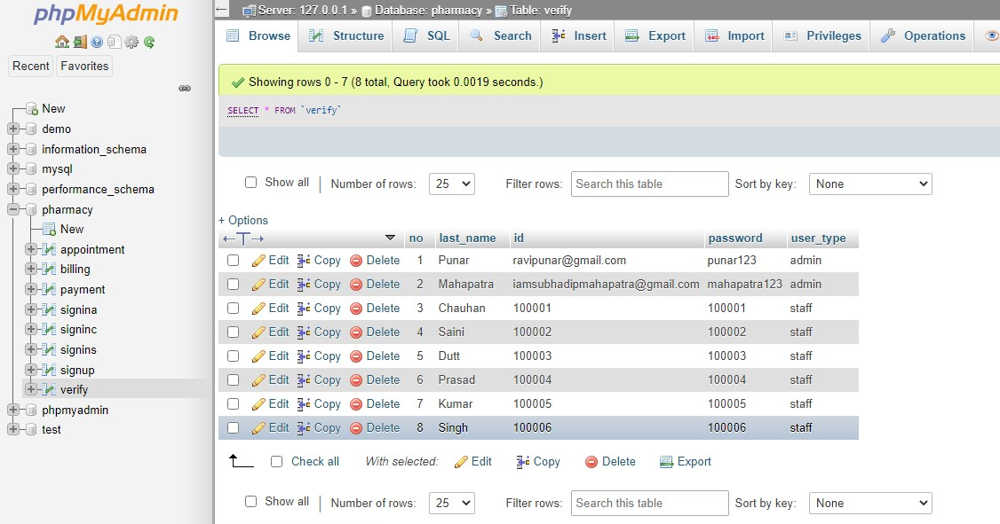 phpMyAdmin
Recent Favorites
New
demo
information_schema
mysql
performance_schema
pharmacy
New
appointment
billing
payment
signina
signinc
signins
signup
verify
phpmyadmin
test
Server: 127.0.0.1 » Database: pharmacy » Table: verify
Browse Structure SQL Search Insert Export Import Privileges Operations
Showing rows 0 - 7 (8 total, Query took 0.0019 seconds.)
SELECT * FROM `verify`
Show all | Number of rows: 25 Filter rows: Search this table Sort by key: None
+ Options
←T→ no last_name id password user_type
Edit Copy Delete 1 Punar ravipunar@gmail.com punar123 admin
Edit Copy Delete 2 Mahapatra iamsubhadipmahapatra@gmail.com mahapatra123 admin
Edit Copy Delete 3 Chauhan 100001 100001 staff
Edit Copy Delete 4 Saini 100002 100002 staff
Edit Copy Delete 5 Dutt 100003 100003 staff
Edit Copy Delete 6 Prasad 100004 100004 staff
Edit Copy Delete 7 Kumar 100005 100005 staff
Edit Copy Delete 8 Singh 100006 100006 staff
Check all With selected: Edit Copy Delete Export
Show all | Number of rows: 25 Filter rows: Search this table Sort by key: None